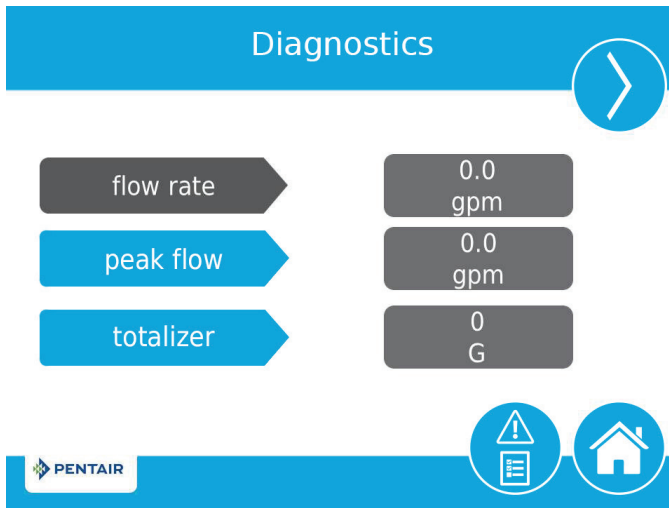 Diagnostics
flow rate
0.0
gpm
peak flow
0.0
gpm
totalizer
0
G
PENTAIR